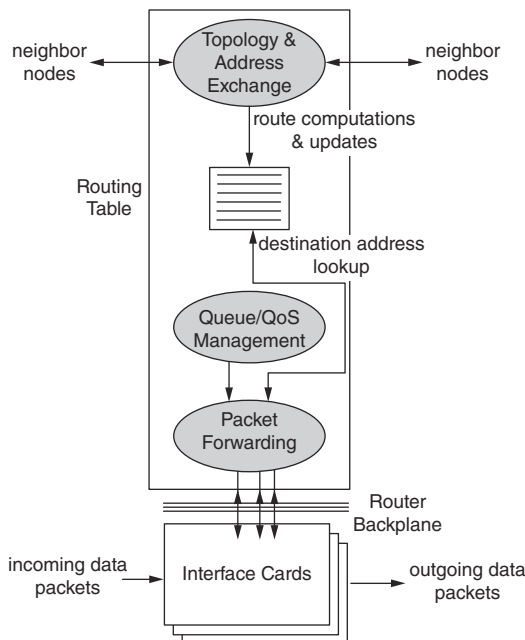 neighbor
nodes
Topology &
Address
Exchange
neighbor
nodes
route computations
& updates
Routing
Table
destination address
lookup
Queue/QoS
Management
Packet
Forwarding
Router
Backplane
incoming data
packets
Interface Cards
outgoing data
packets